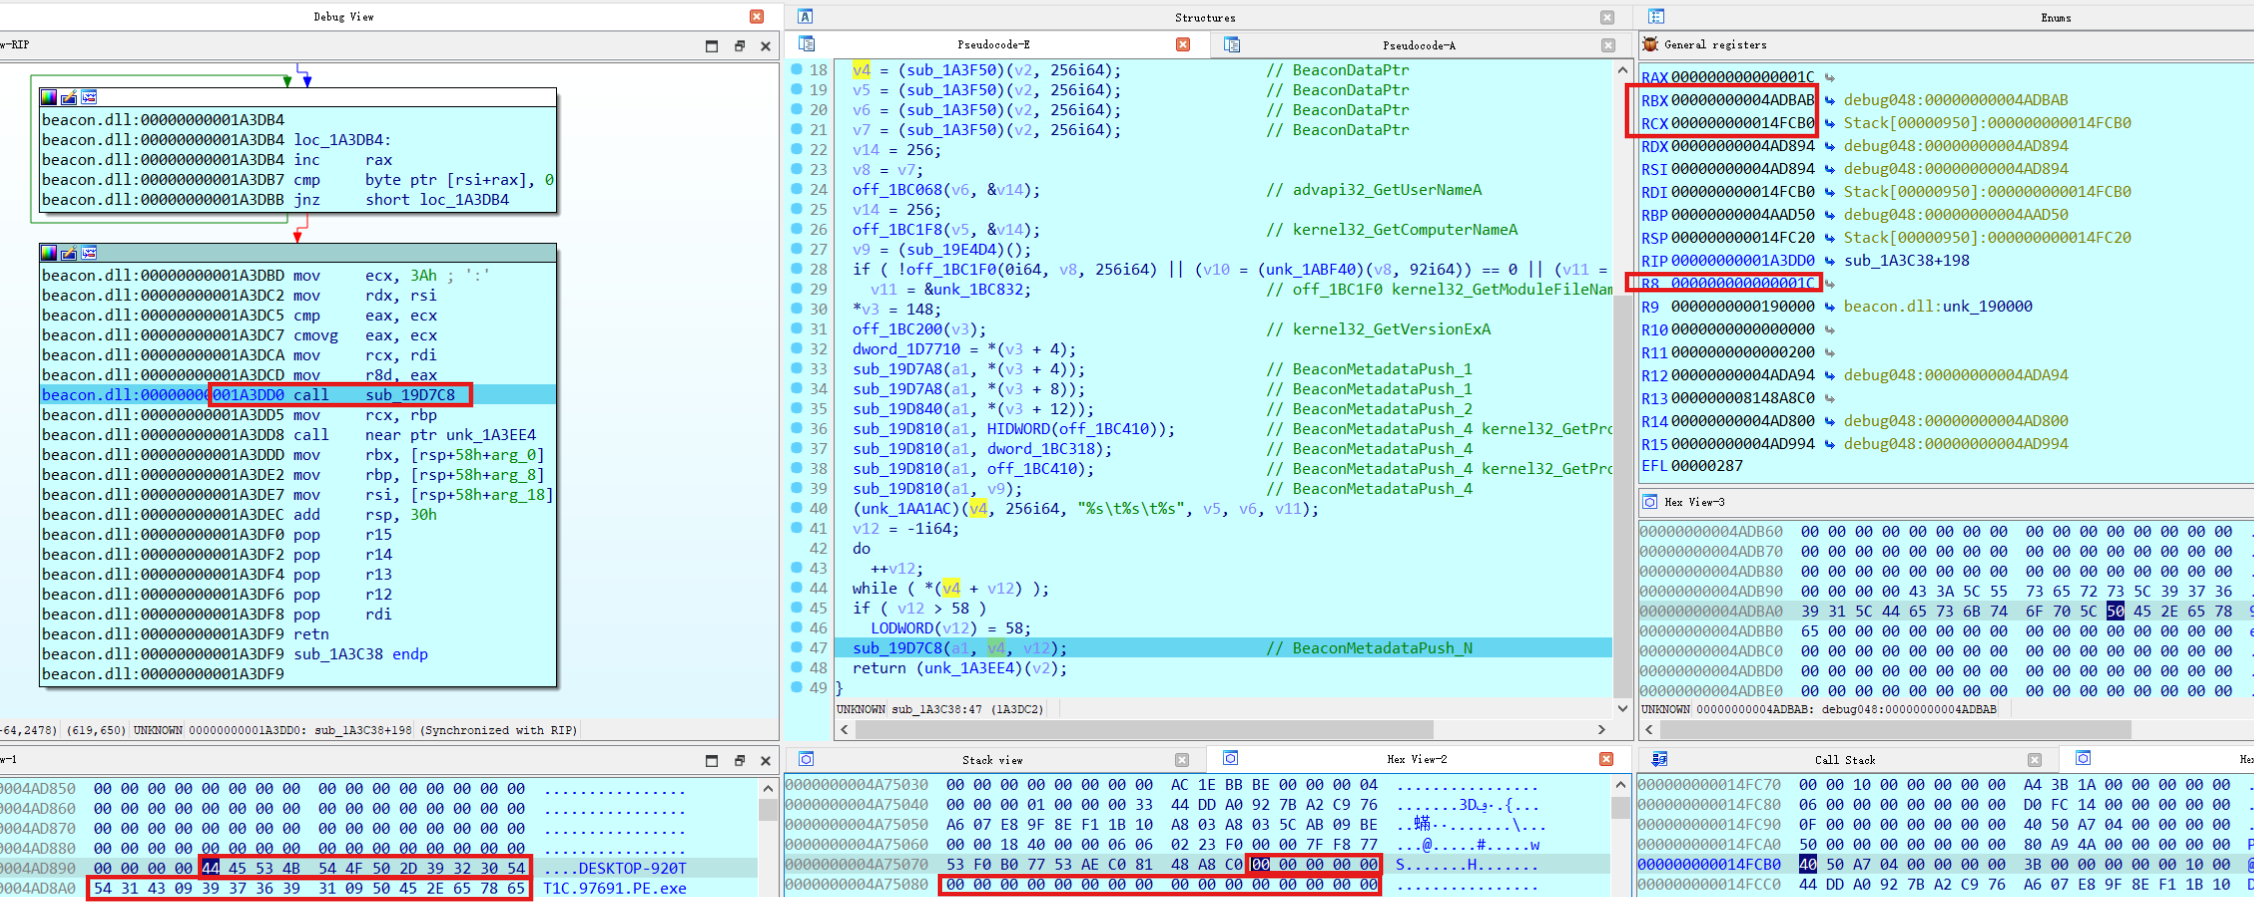 Debug View
w-RIP
beacon.dll:00000000001A3DB4
beacon.dll:00000000001A3DB4 loc_1A3DB4:
beacon.dll:00000000001A3DB4 inc rax
beacon.dll:00000000001A3DB7 cmp byte ptr [rsi+rax], 0
beacon.dll:00000000001A3DBB jnz short loc_1A3DB4
beacon.dll:00000000001A3DBD mov ecx, 3Ah ; ':'
beacon.dll:00000000001A3DC2 mov rdx, rsi
beacon.dll:00000000001A3DC5 cmp eax, ecx
beacon.dll:00000000001A3DC7 cmovg eax, ecx
beacon.dll:00000000001A3DCA mov rcx, rdi
beacon.dll:00000000001A3DCD mov r8d, eax
beacon.dll:00000000001A3DD0 call sub_19D7C8
beacon.dll:00000000001A3DD5 mov rcx, rbp
beacon.dll:00000000001A3DD8 call near ptr unk_1A3EE4
beacon.dll:00000000001A3DDD mov rbx, [rsp+58h+arg_0]
beacon.dll:00000000001A3DE2 mov rbp, [rsp+58h+arg_8]
beacon.dll:00000000001A3DE7 mov rsi, [rsp+58h+arg_18]
beacon.dll:00000000001A3DEC add rsp, 30h
beacon.dll:00000000001A3DF0 pop r15
beacon.dll:00000000001A3DF2 pop r14
beacon.dll:00000000001A3DF4 pop r13
beacon.dll:00000000001A3DF6 pop r12
beacon.dll:00000000001A3DF8 pop rdi
beacon.dll:00000000001A3DF9 retn
beacon.dll:00000000001A3DF9 sub_1A3C38 endp
beacon.dll:00000000001A3DF9
-64,2478) (619,650) UNKNOWN 00000000001A3DD0: sub_1A3C38+198 (Synchronized with RIP)
w-1
0004AD850 00 00 00 00 00 00 00 00 00 00 00 00 00 00 00 00 ................
0004AD860 00 00 00 00 00 00 00 00 00 00 00 00 00 00 00 00 ................
0004AD870 00 00 00 00 00 00 00 00 00 00 00 00 00 00 00 00 ................
0004AD880 00 00 00 00 00 00 00 00 00 00 00 00 00 00 00 00 ................
0004AD890 00 00 00 00 44 45 53 4B 54 4F 50 2D 39 32 30 54 ....DESKTOP-920T
0004AD8A0 54 31 43 09 39 37 36 39 31 09 50 45 2E 65 78 65 T1C.97691.PE.exe
Structures
Pseudocode-E
Pseudocode-A
18 v4 = (sub_1A3F50)(v2, 256i64); // BeaconDataPtr
19 v5 = (sub_1A3F50)(v2, 256i64); // BeaconDataPtr
20 v6 = (sub_1A3F50)(v2, 256i64); // BeaconDataPtr
21 v7 = (sub_1A3F50)(v2, 256i64); // BeaconDataPtr
22 v14 = 256;
23 v8 = v7;
24 off_1BC068(v6, &v14); // advapi32_GetUserNameA
25 v14 = 256;
26 off_1BC1F8(v5, &v14); // kernel32_GetComputerNameA
27 v9 = (sub_19E4D4)();
28 if ( !off_1BC1F0(0i64, v8, 256i64) || (v10 = (unk_1ABF40)(v8, 92i64)) == 0 || (v11 =
29 v11 = &unk_1BC832; // off_1BC1F0 kernel32_GetModuleFileNam
30 *v3 = 148;
31 off_1BC200(v3); // kernel32_GetVersionExA
32 dword_1D7710 = *(v3 + 4);
33 sub_19D7A8(a1, *(v3 + 4)); // BeaconMetadataPush_1
34 sub_19D7A8(a1, *(v3 + 8)); // BeaconMetadataPush_1
35 sub_19D840(a1, *(v3 + 12)); // BeaconMetadataPush_2
36 sub_19D810(a1, HIDWORD(off_1BC410)); // BeaconMetadataPush_4 kernel32_GetPro
37 sub_19D810(a1, dword_1BC318); // BeaconMetadataPush_4
38 sub_19D810(a1, off_1BC410); // BeaconMetadataPush_4 kernel32_GetPro
39 sub_19D810(a1, v9); // BeaconMetadataPush_4
40 (unk_1AA1AC)(v4, 256i64, "%s\t%s\t%s", v5, v6, v11);
41 v12 = -1i64;
42 do
43 ++v12;
44 while ( *(v4 + v12) );
45 if ( v12 > 58 )
46 LODWORD(v12) = 58;
47 sub_19D7C8(a1, v4, v12); // BeaconMetadataPush_N
48 return (unk_1A3EE4)(v2);
49 }
UNKNOWN sub_1A3C38:47 (1A3DC2)
Stack view
Hex View-2
0000000004A75030 00 00 00 00 00 00 00 00 AC 1E BB BE 00 00 00 04 ................
0000000004A75040 00 00 00 01 00 00 00 33 44 DD A0 92 7B A2 C9 76
0000000004A75050 A6 07 E8 9F 8E F1 1B 10 A8 03 A8 03 5C AB 09 BE
0000000004A75060 00 00 18 40 00 00 06 06 02 23 F0 00 00 7F F8 77 ...@.....#.....w
0000000004A75070 53 F0 B0 77 53 AE C0 81 48 A8 C0 00 00 00 00 00 S.......H.......
0000000004A75080 00 00 00 00 00 00 00 00 00 00 00 00 00 00 00 00 ................
Enums
General registers
RAX 000000000000001C
RBX 00000000004ADBAB debug048:00000000004ADBAB
RCX 000000000014FCB0 Stack[00000950]:000000000014FCB0
RDX 00000000004AD894 debug048:00000000004AD894
RSI 00000000004AD894 debug048:00000000004AD894
RDI 000000000014FCB0 Stack[00000950]:000000000014FCB0
RBP 00000000004AAD50 debug048:00000000004AAD50
RSP 000000000014FC20 Stack[00000950]:000000000014FC20
RIP 00000000001A3DD0 sub_1A3C38+198
R8 000000000000001C
R9 0000000000190000 beacon.dll:unk_190000
R10 0000000000000000
R11 0000000000000200
R12 00000000004ADA94 debug048:00000000004ADA94
R13 000000008148A8C0
R14 00000000004AD800 debug048:00000000004AD800
R15 00000000004AD994 debug048:00000000004AD994
EFL 00000287
Hex View-3
00000000004ADB60 00 00 00 00 00 00 00 00 00 00 00 00 00 00 00 00
00000000004ADB70 00 00 00 00 00 00 00 00 00 00 00 00 00 00 00 00
00000000004ADB80 00 00 00 00 00 00 00 00 00 00 00 00 00 00 00 00
00000000004ADB90 00 00 00 00 43 3A 5C 55 73 65 72 73 5C 39 37 36
00000000004ADBA0 39 31 5C 44 65 73 6B 74 6F 70 5C 50 45 2E 65 78
00000000004ADBB0 65 00 00 00 00 00 00 00 00 00 00 00 00 00 00 00
00000000004ADBC0 00 00 00 00 00 00 00 00 00 00 00 00 00 00 00 00
00000000004ADBD0 00 00 00 00 00 00 00 00 00 00 00 00 00 00 00 00
00000000004ADBE0 00 00 00 00 00 00 00 00 00 00 00 00 00 00 00 00
UNKNOWN 00000000004ADBAB: debug048:00000000004ADBAB
Call Stack
Hex
000000000014FC70 00 00 10 00 00 00 00 00 A4 3B 1A 00 00 00 00 00
000000000014FC80 06 00 00 00 00 00 00 00 D0 FC 14 00 00 00 00 00
000000000014FC90 0F 00 00 00 00 00 00 00 40 50 A7 04 00 00 00 00
000000000014FCA0 50 00 00 00 00 00 00 00 80 A9 4A 00 00 00 00 00
000000000014FCB0 40 50 A7 04 00 00 00 00 3B 00 00 00 00 00 10 00
000000000014FCC0 44 DD A0 92 7B A2 C9 76 A6 07 E8 9F 8E F1 1B 10